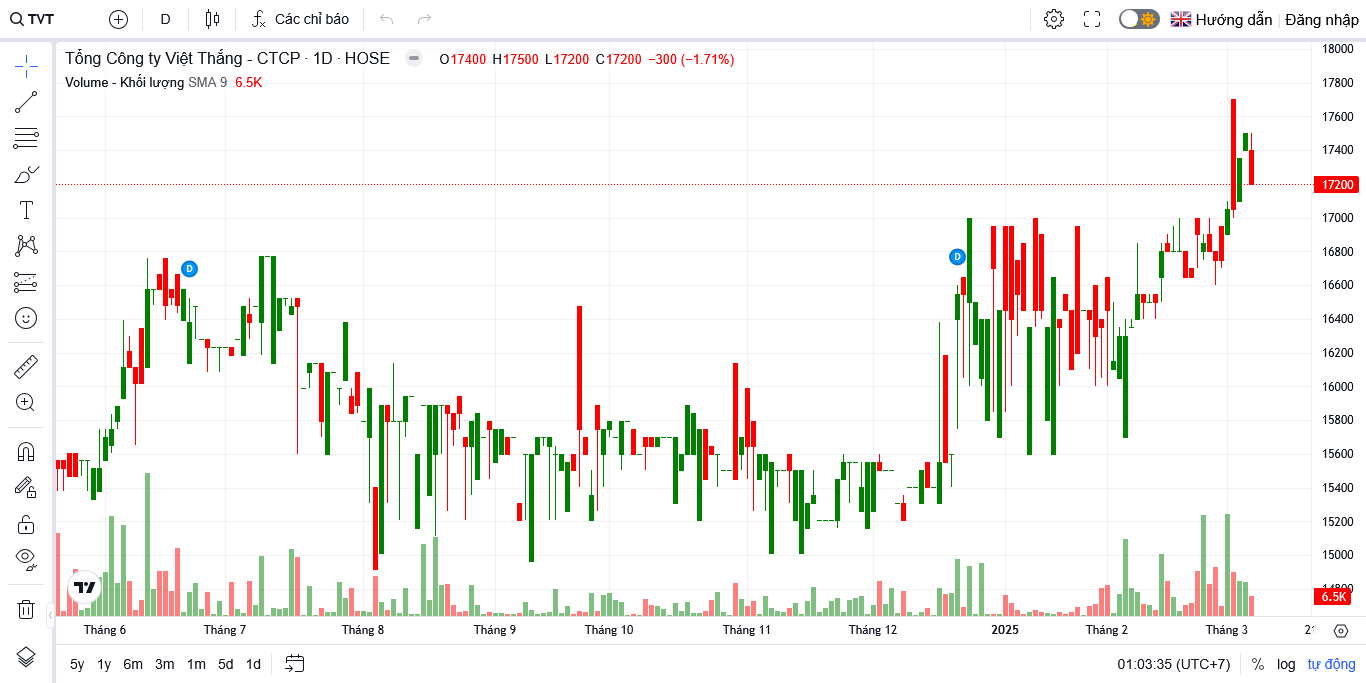 TVT D Các chỉ báo Hướng dẫn Đăng nhập
Tổng Công ty Việt Thắng - CTCP · 1D · HOSE O17400 H17500 L17200 C17200 −300 (−1.71%)
Volume - Khối lượng SMA 9 6.5K
18000
17800
17600
17400
17200
17000
16800
16600
16400
16200
16000
15800
15600
15400
15200
15000
14800
6.5K
D
D
Tháng 6 Tháng 7 Tháng 8 Tháng 9 Tháng 10 Tháng 11 Tháng 12 2025 Tháng 2 Tháng 3
5y 1y 6m 3m 1m 5d 1d 01:03:35 (UTC+7) % log tự động